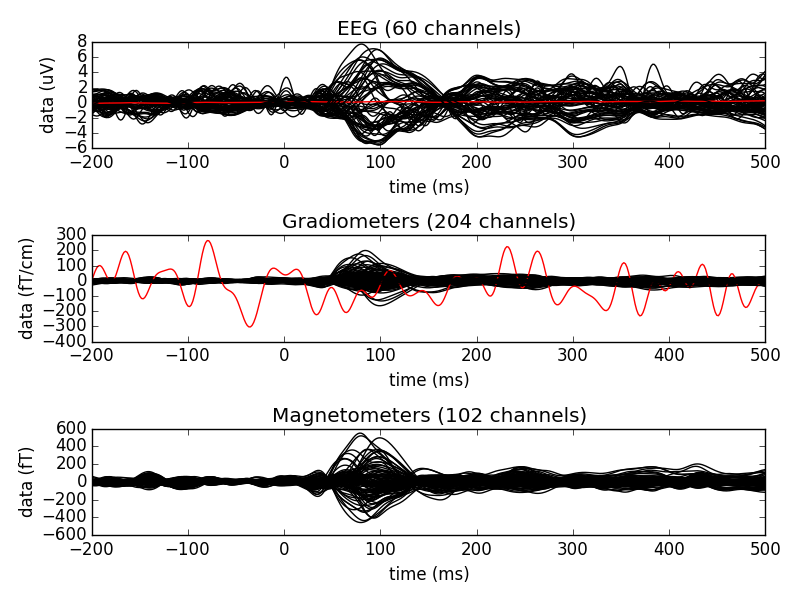 EEG (60 channels)
data (uV)
8
6
4
2
0
−2
−4
−6
−200 −100 0 100 200 300 400 500
time (ms)
Gradiometers (204 channels)
data (fT/cm)
300
200
100
0
−100
−200
−300
−400
−200 −100 0 100 200 300 400 500
time (ms)
Magnetometers (102 channels)
data (fT)
600
400
200
0
−200
−400
−600
−200 −100 0 100 200 300 400 500
time (ms)